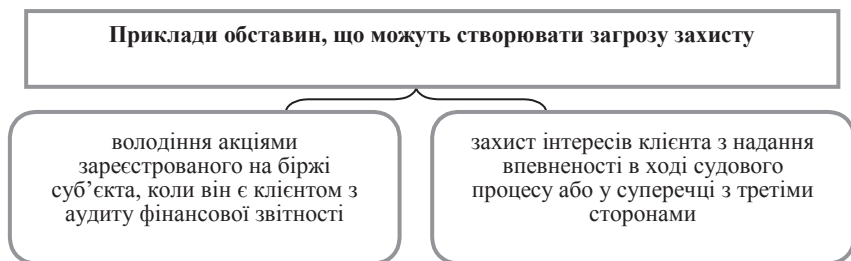 Приклади обставин, що можуть створювати загрозу захисту
володіння акціями
зареєстрованого на біржі
суб’єкта, коли він є клієнтом з
аудиту фінансової звітності
захист інтересів клієнта з надання
впевненості в ході судового
процесу або у суперечці з третіми
сторонами